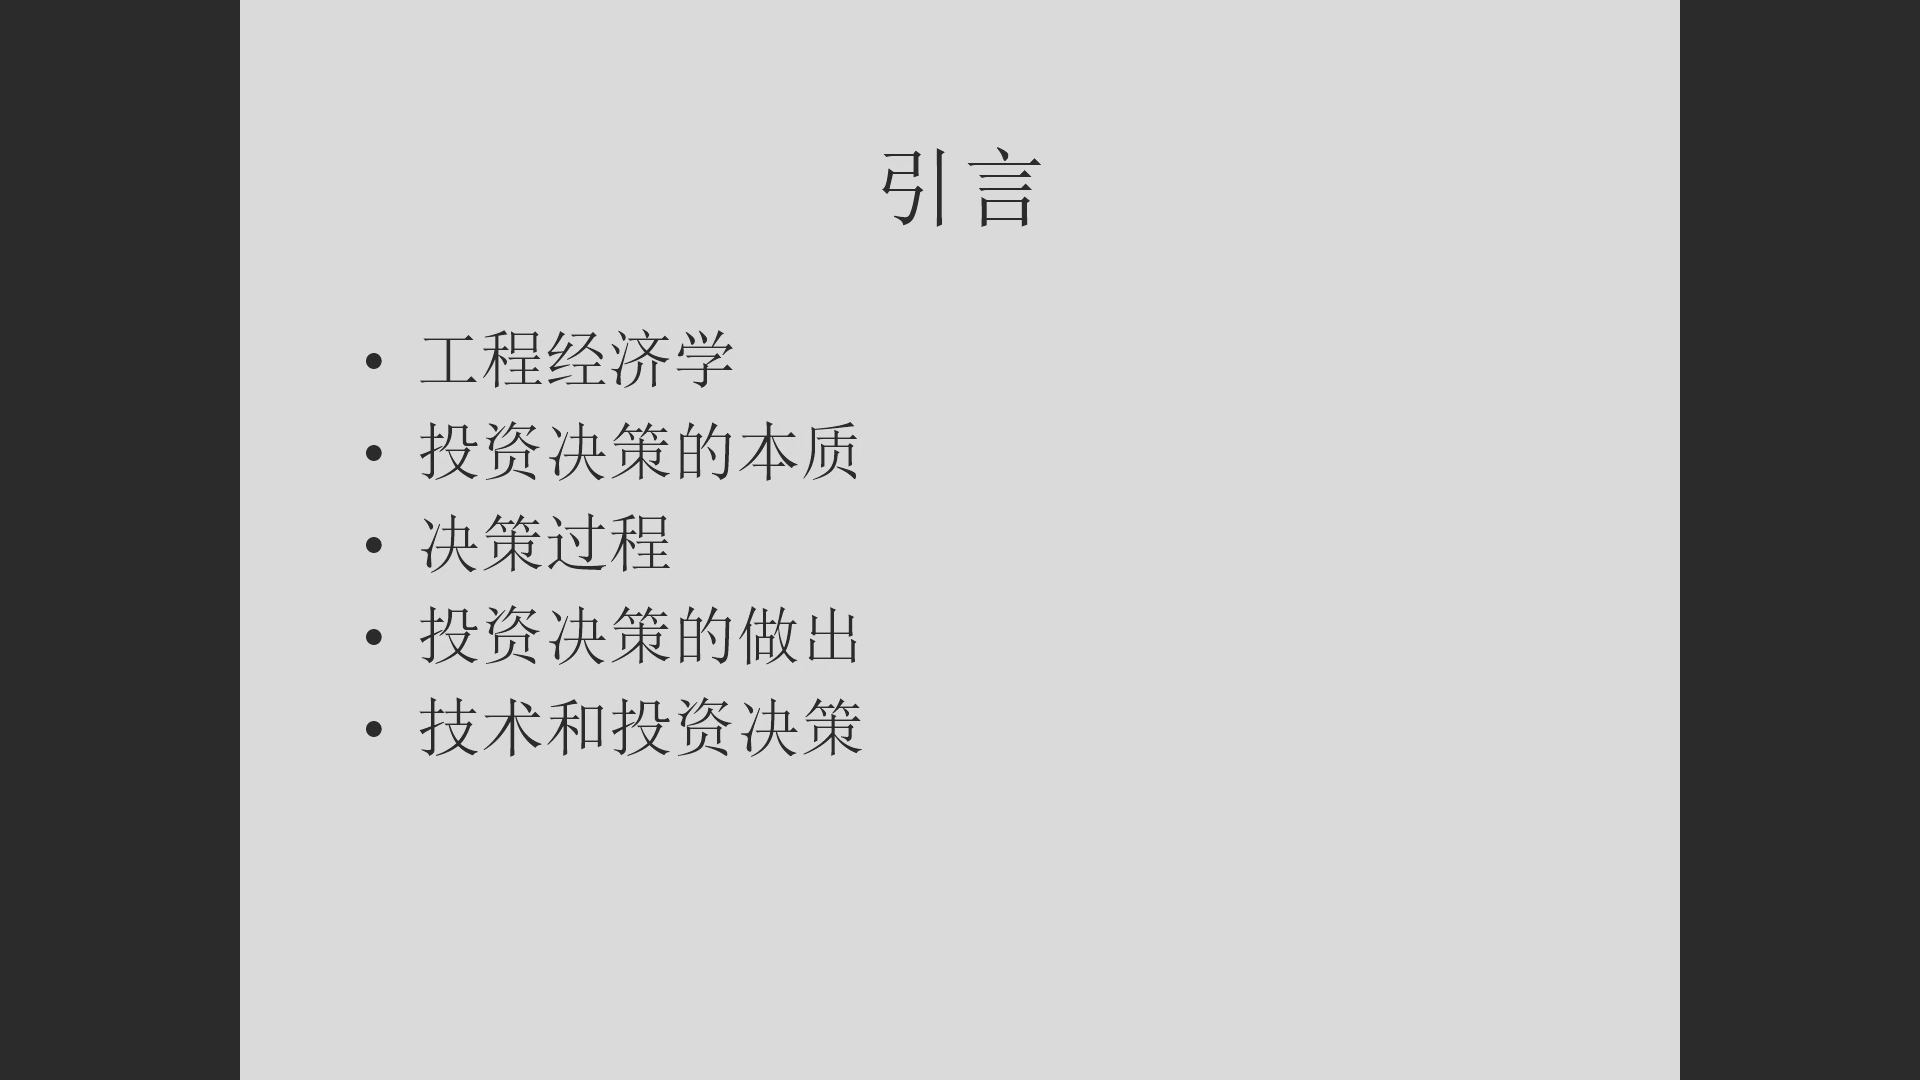 引言
• 工程经济学
• 投资决策的本质
• 决策过程
• 投资决策的做出
• 技术和投资决策